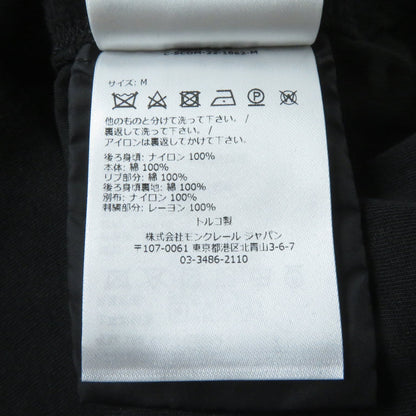 サイズ: M
他のものと分けて洗って下さい。/
裏返して洗って下さい。/
アイロンは裏返してかけて下さい。
後ろ身頃: ナイロン 100%
本体: 綿 100%
リブ部分: 綿 100%
後ろ身頃裏地: 綿 100%
別布: ナイロン 100%
刺繍部分: レーヨン 100%
トルコ製
株式会社モンクレール ジャパン
〒107-0061 東京都港区北青山3-6-7
03-3486-2110